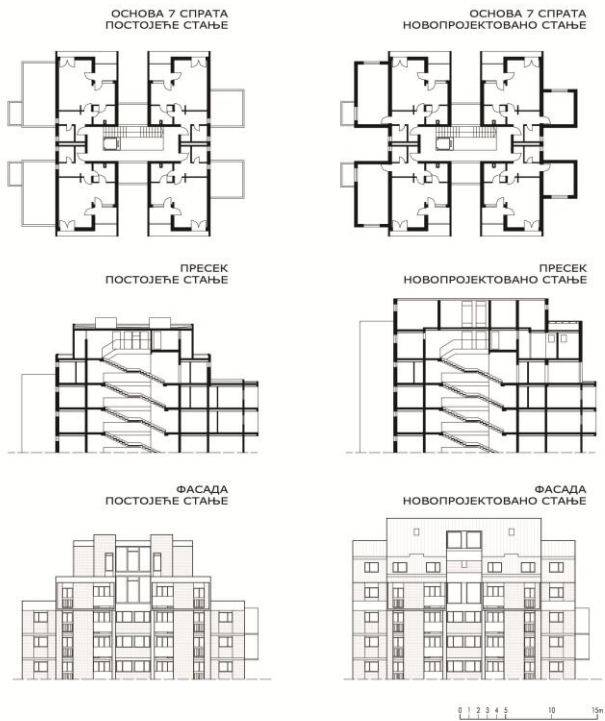 ОСНОВА 7 СПРАТА
ПОСТОЈЕЋЕ СТАЊЕ
ОСНОВА 7 СПРАТА
НОВОПРОЈЕКТОВАНО СТАЊЕ
ПРЕСЕК
ПОСТОЈЕЋЕ СТАЊЕ
ПРЕСЕК
НОВОПРОЈЕКТОВАНО СТАЊЕ
ФАСАДА
ПОСТОЈЕЋЕ СТАЊЕ
ФАСАДА
НОВОПРОЈЕКТОВАНО СТАЊЕ
0 1 2 3 4 5 10 15m